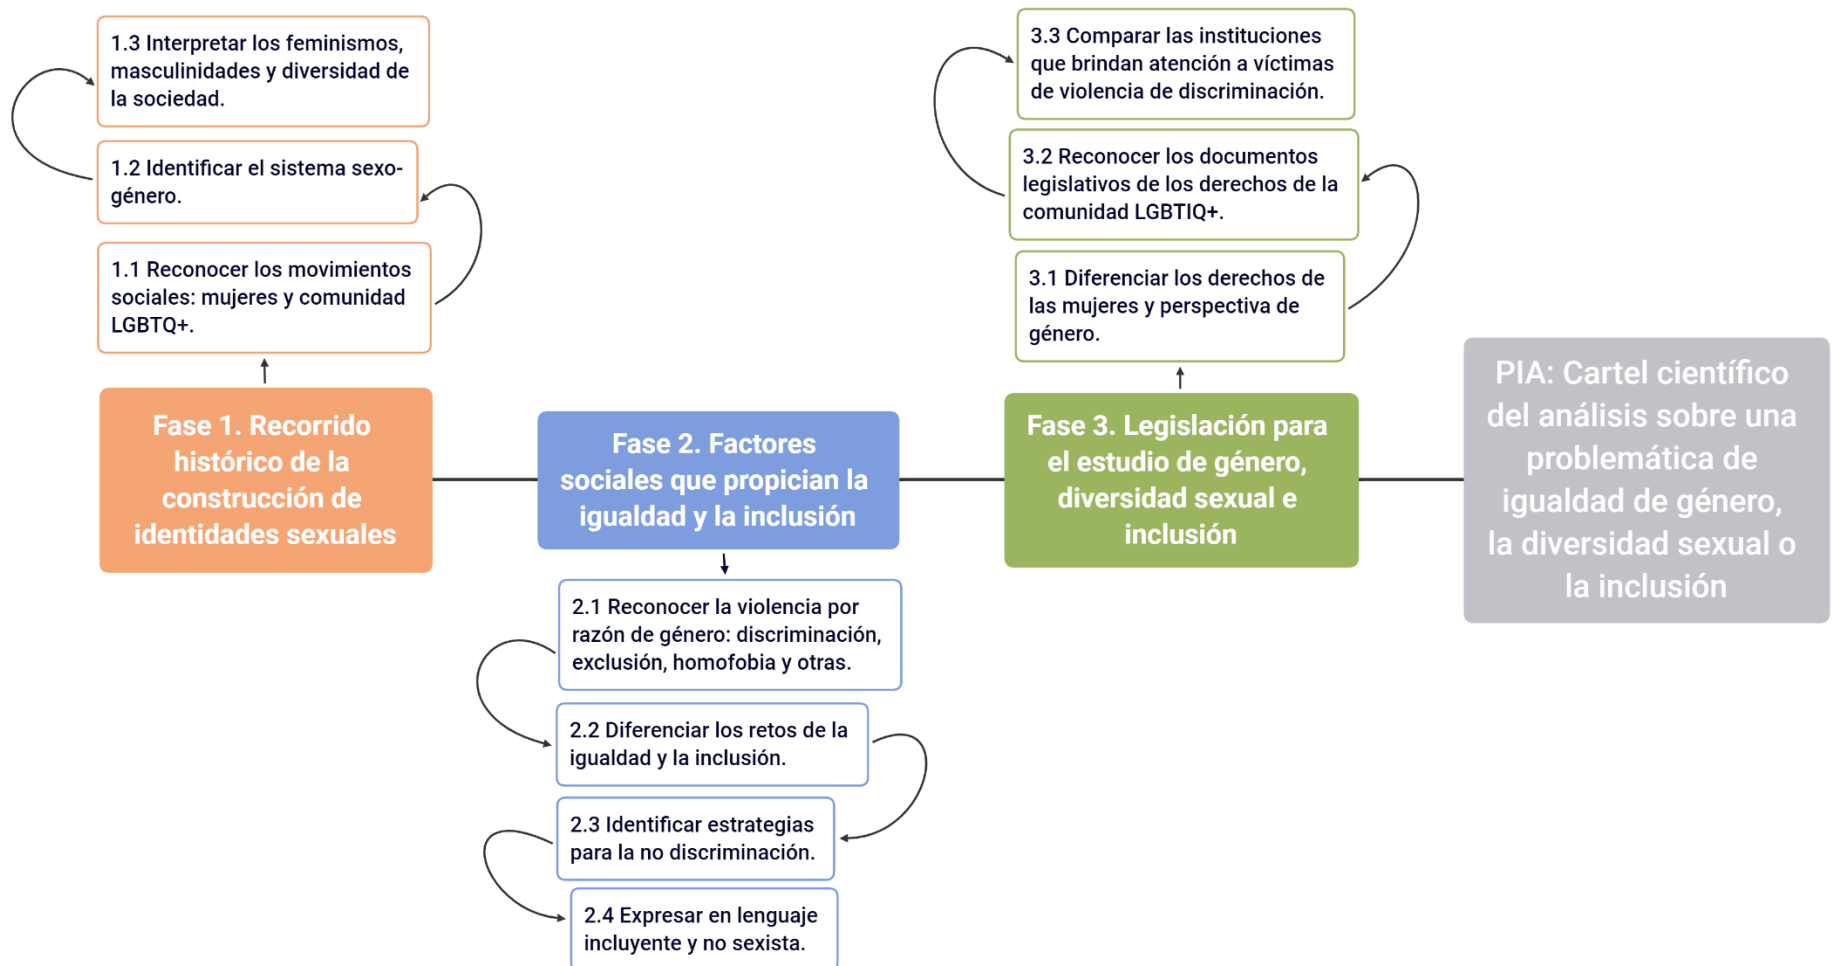 1.3 Interpretar los feminismos,
masculinidades y diversidad de
la sociedad.
1.2 Identificar el sistema sexo-
género.
1.1 Reconocer los movimientos
sociales: mujeres y comunidad
LGBTQ+.
Fase 1. Recorrido
histórico de la
construcción de
identidades sexuales
Fase 2. Factores
sociales que propician la
igualdad y la inclusión
2.1 Reconocer la violencia por
razón de género: discriminación,
exclusión, homofobia y otras.
2.2 Diferenciar los retos de la
igualdad y la inclusión.
2.3 Identificar estrategias
para la no discriminación.
2.4 Expresar en lenguaje
incluyente y no sexista.
3.3 Comparar las instituciones
que brindan atención a víctimas
de violencia de discriminación.
3.2 Reconocer los documentos
legislativos de los derechos de la
comunidad LGBTIQ+.
3.1 Diferenciar los derechos de
las mujeres y perspectiva de
género.
Fase 3. Legislación para
el estudio de género,
diversidad sexual e
inclusión
PIA: Cartel científico
del análisis sobre una
problemática de
igualdad de género,
la diversidad sexual o
la inclusión